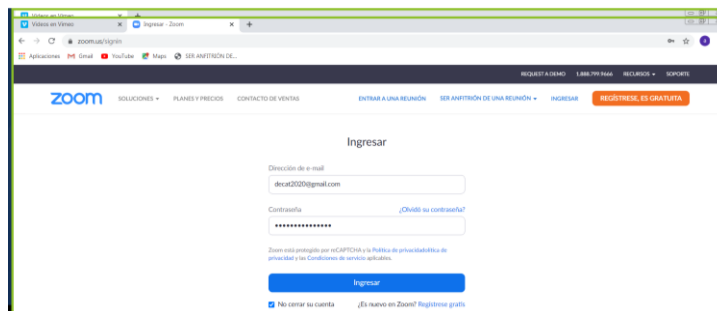 Videos en Vimeo
Videos en Vimeo Ingresar - Zoom
zoom.us/signin
Aplicaciones Gmail YouTube Maps SER ANFITRIÓN DE...
REQUEST A DEMO 1.888.799.9666 RECURSOS SOPORTE
zoom SOLUCIONES PLANES Y PRECIOS CONTACTO DE VENTAS ENTRAR A UNA REUNIÓN SER ANFITRIÓN DE UNA REUNIÓN INGRESAR REGÍSTRESE, ES GRATUITA
Ingresar
Dirección de e-mail
decat2020@gmail.com
Contraseña ¿Olvidó su contraseña?
•••••••••••••••
Zoom está protegido por reCAPTCHA y la Política de privacidadolítica de
privacidad y las Condiciones de servicio aplicables.
Ingresar
No cerrar su cuenta ¿Es nuevo en Zoom? Regístrese gratis